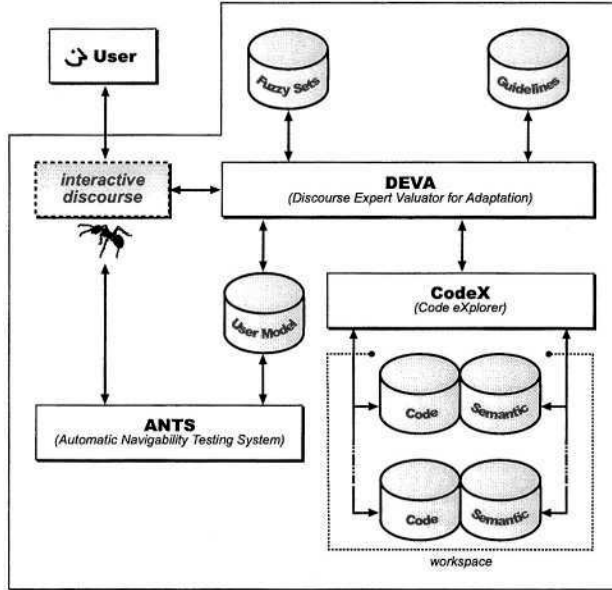 User
Fuzzy Sets
Guidelines
interactive
discourse
DEVA
(Discourse Expert Valuator for Adaptation)
CodeX
(Code eXplorer)
User Model
ANTS
(Automatic Navigability Testing System)
Code
Semantic
Code
Semantic
workspace